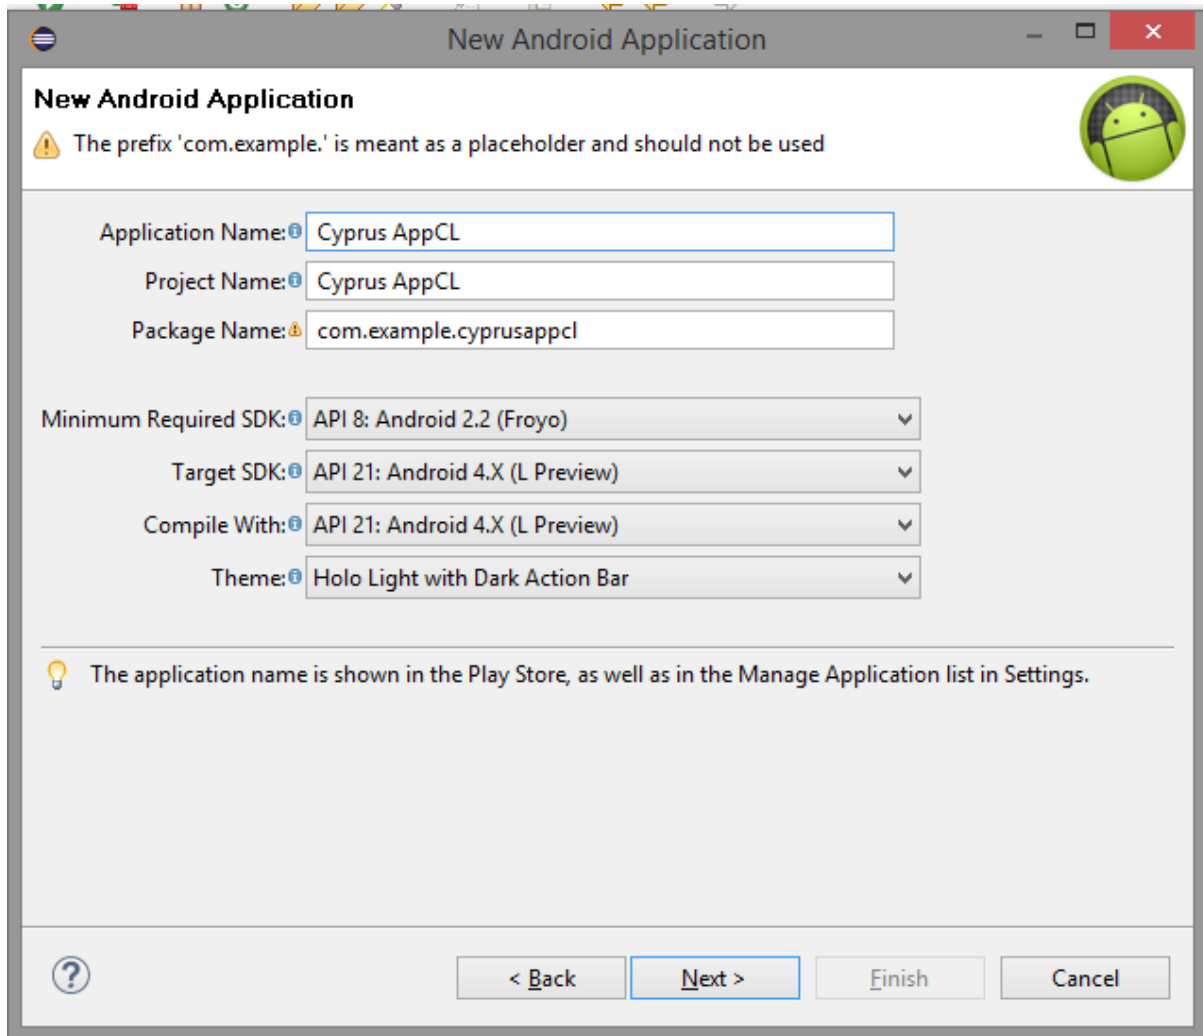 New Android Application
New Android Application
The prefix 'com.example.' is meant as a placeholder and should not be used
Application Name: Cyprus AppCL
Project Name: Cyprus AppCL
Package Name: com.example.cyprusappcl
Minimum Required SDK: API 8: Android 2.2 (Froyo)
Target SDK: API 21: Android 4.X (L Preview)
Compile With: API 21: Android 4.X (L Preview)
Theme: Holo Light with Dark Action Bar
The application name is shown in the Play Store, as well as in the Manage Application list in Settings.
< Back Next > Finish Cancel